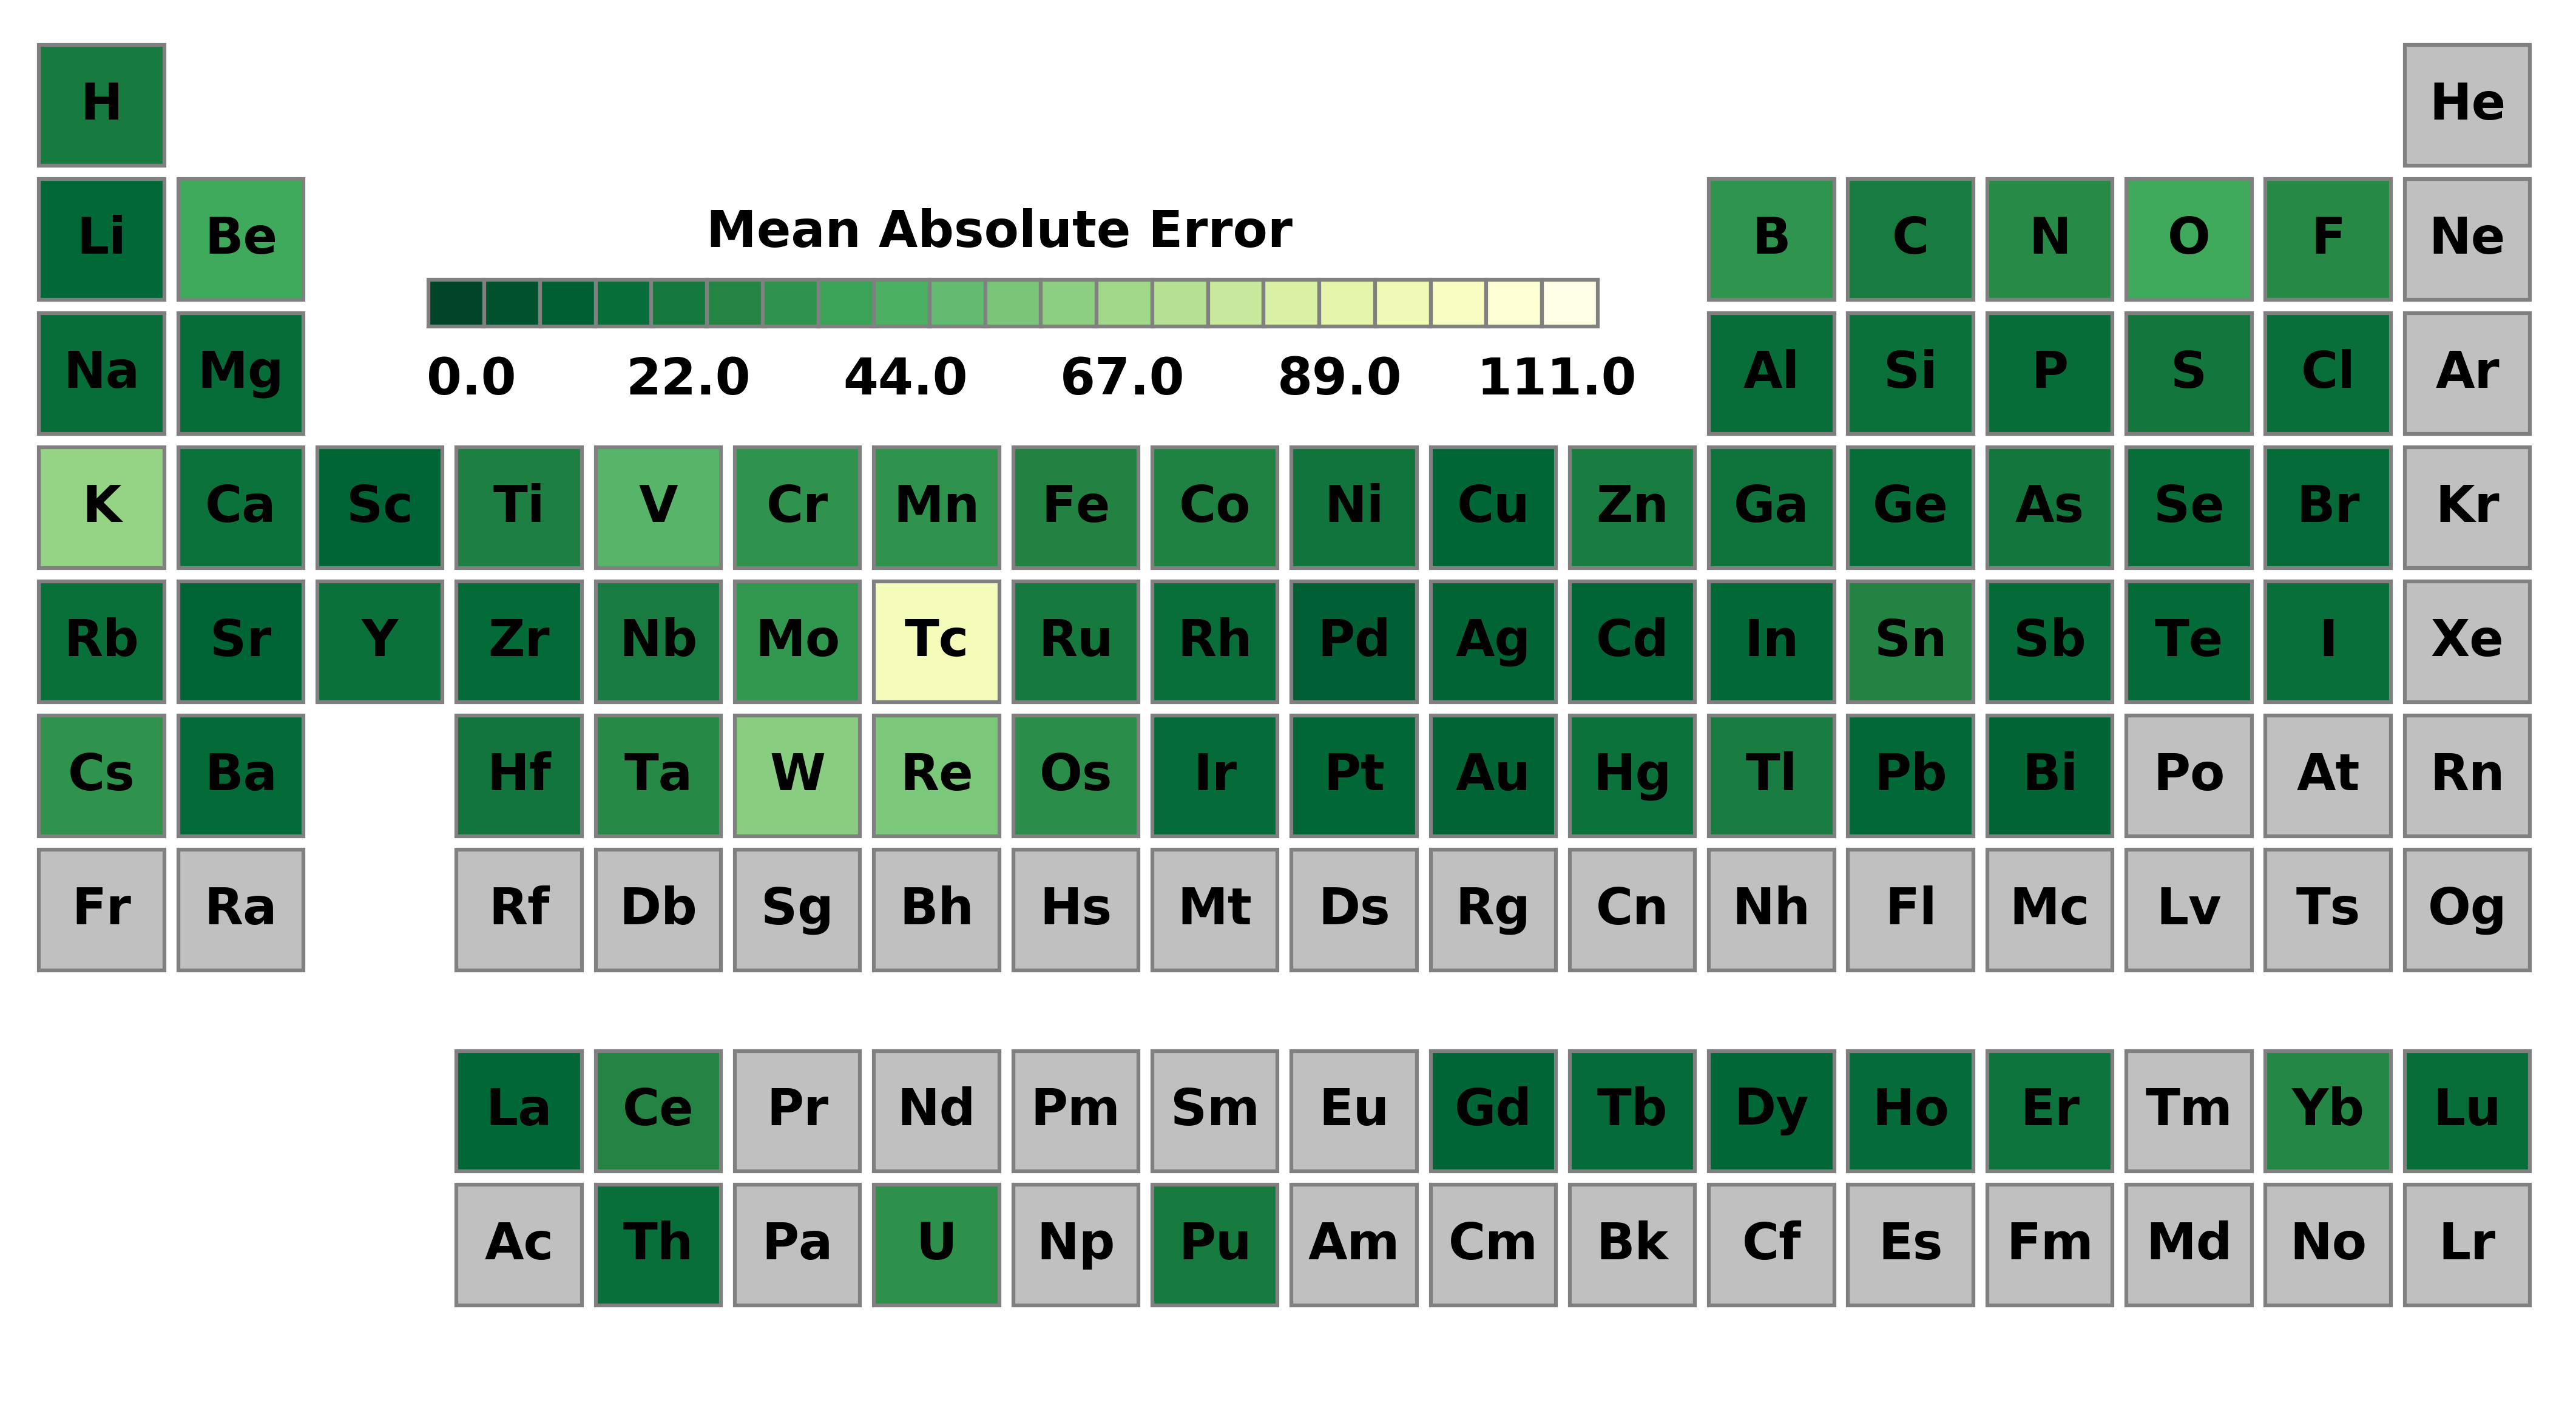 H He
Li Be B C N O F Ne
Mean Absolute Error
Na Mg Al Si P S Cl Ar
0.0 22.0 44.0 67.0 89.0 111.0
K Ca Sc Ti V Cr Mn Fe Co Ni Cu Zn Ga Ge As Se Br Kr
Rb Sr Y Zr Nb Mo Tc Ru Rh Pd Ag Cd In Sn Sb Te I Xe
Cs Ba Hf Ta W Re Os Ir Pt Au Hg Tl Pb Bi Po At Rn
Fr Ra Rf Db Sg Bh Hs Mt Ds Rg Cn Nh Fl Mc Lv Ts Og
La Ce Pr Nd Pm Sm Eu Gd Tb Dy Ho Er Tm Yb Lu
Ac Th Pa U Np Pu Am Cm Bk Cf Es Fm Md No Lr